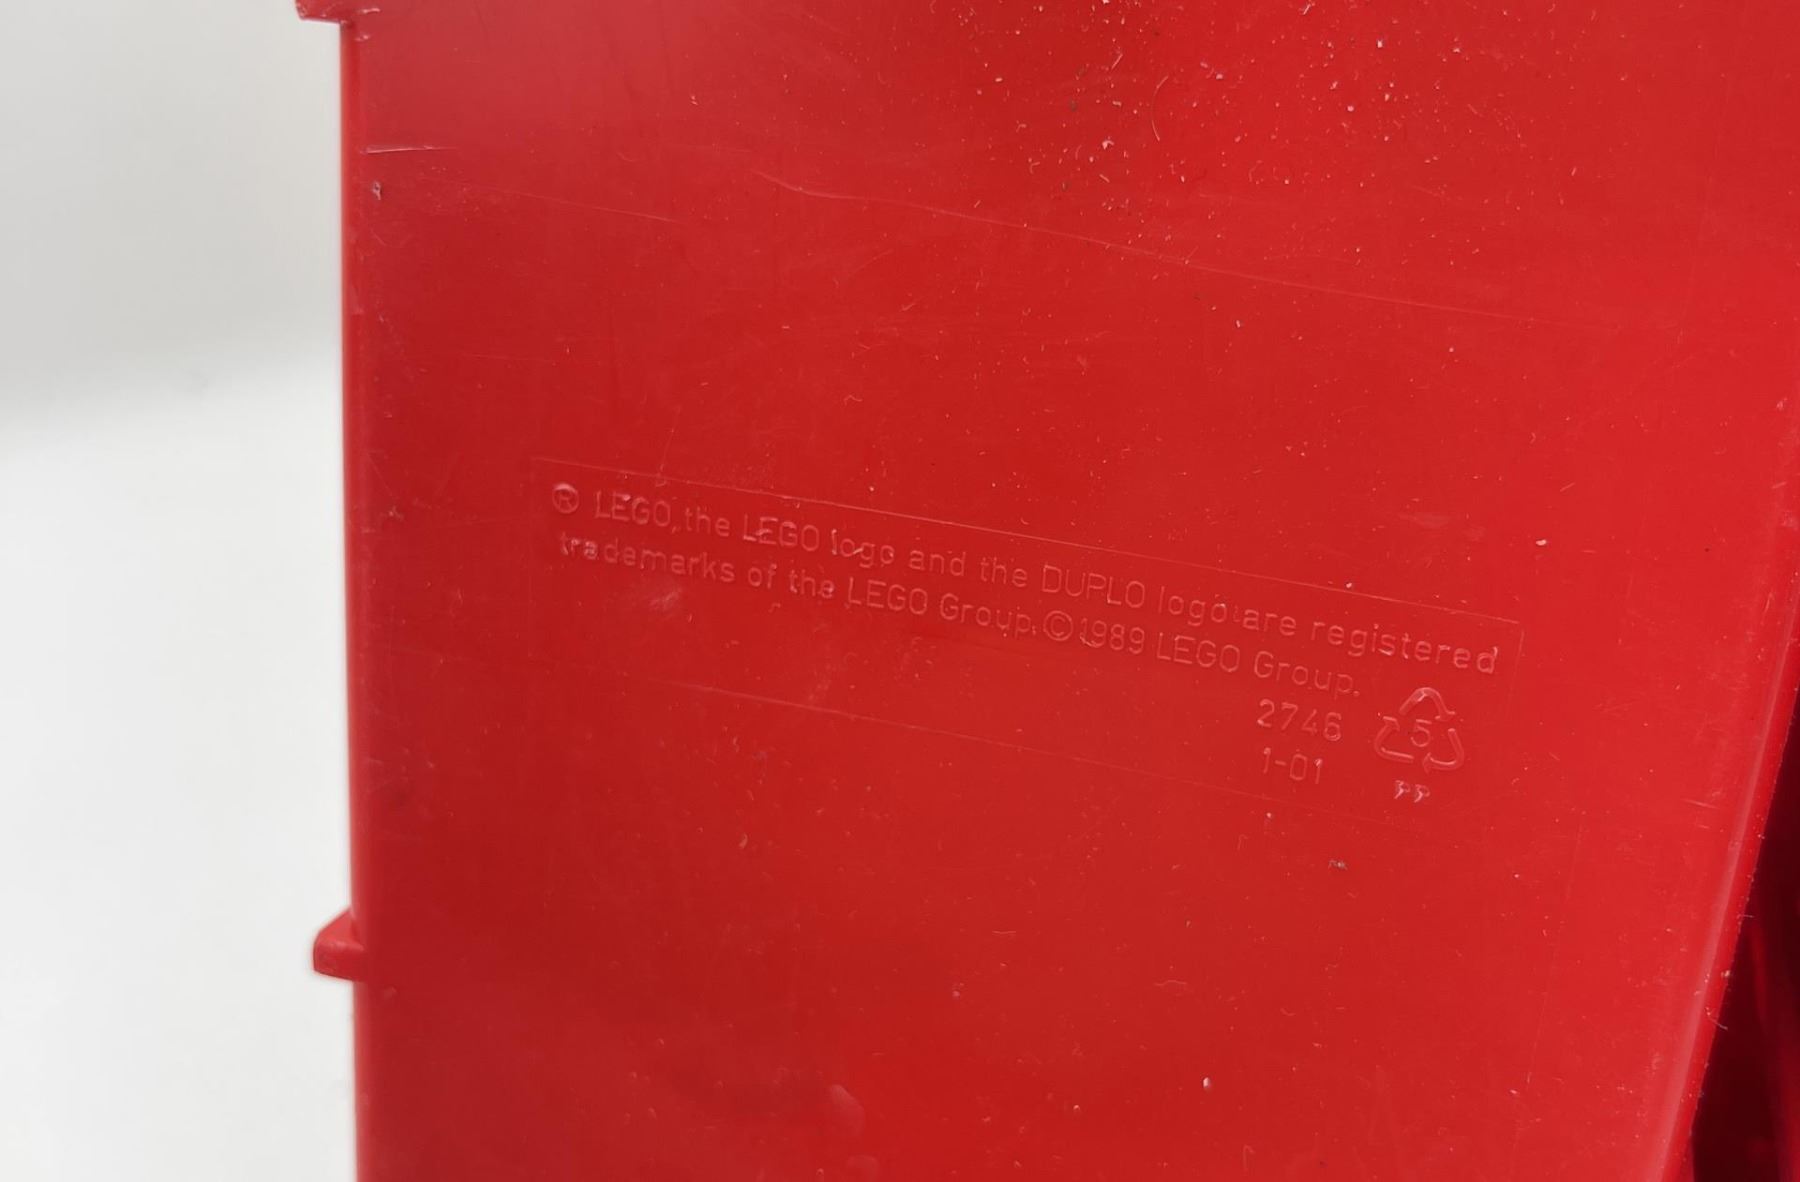 ® LEGO, the LEGO logo and the DUPLO logo are registered
trademarks of the LEGO Group. © 1989 LEGO Group.
2746
1-01
5
PP